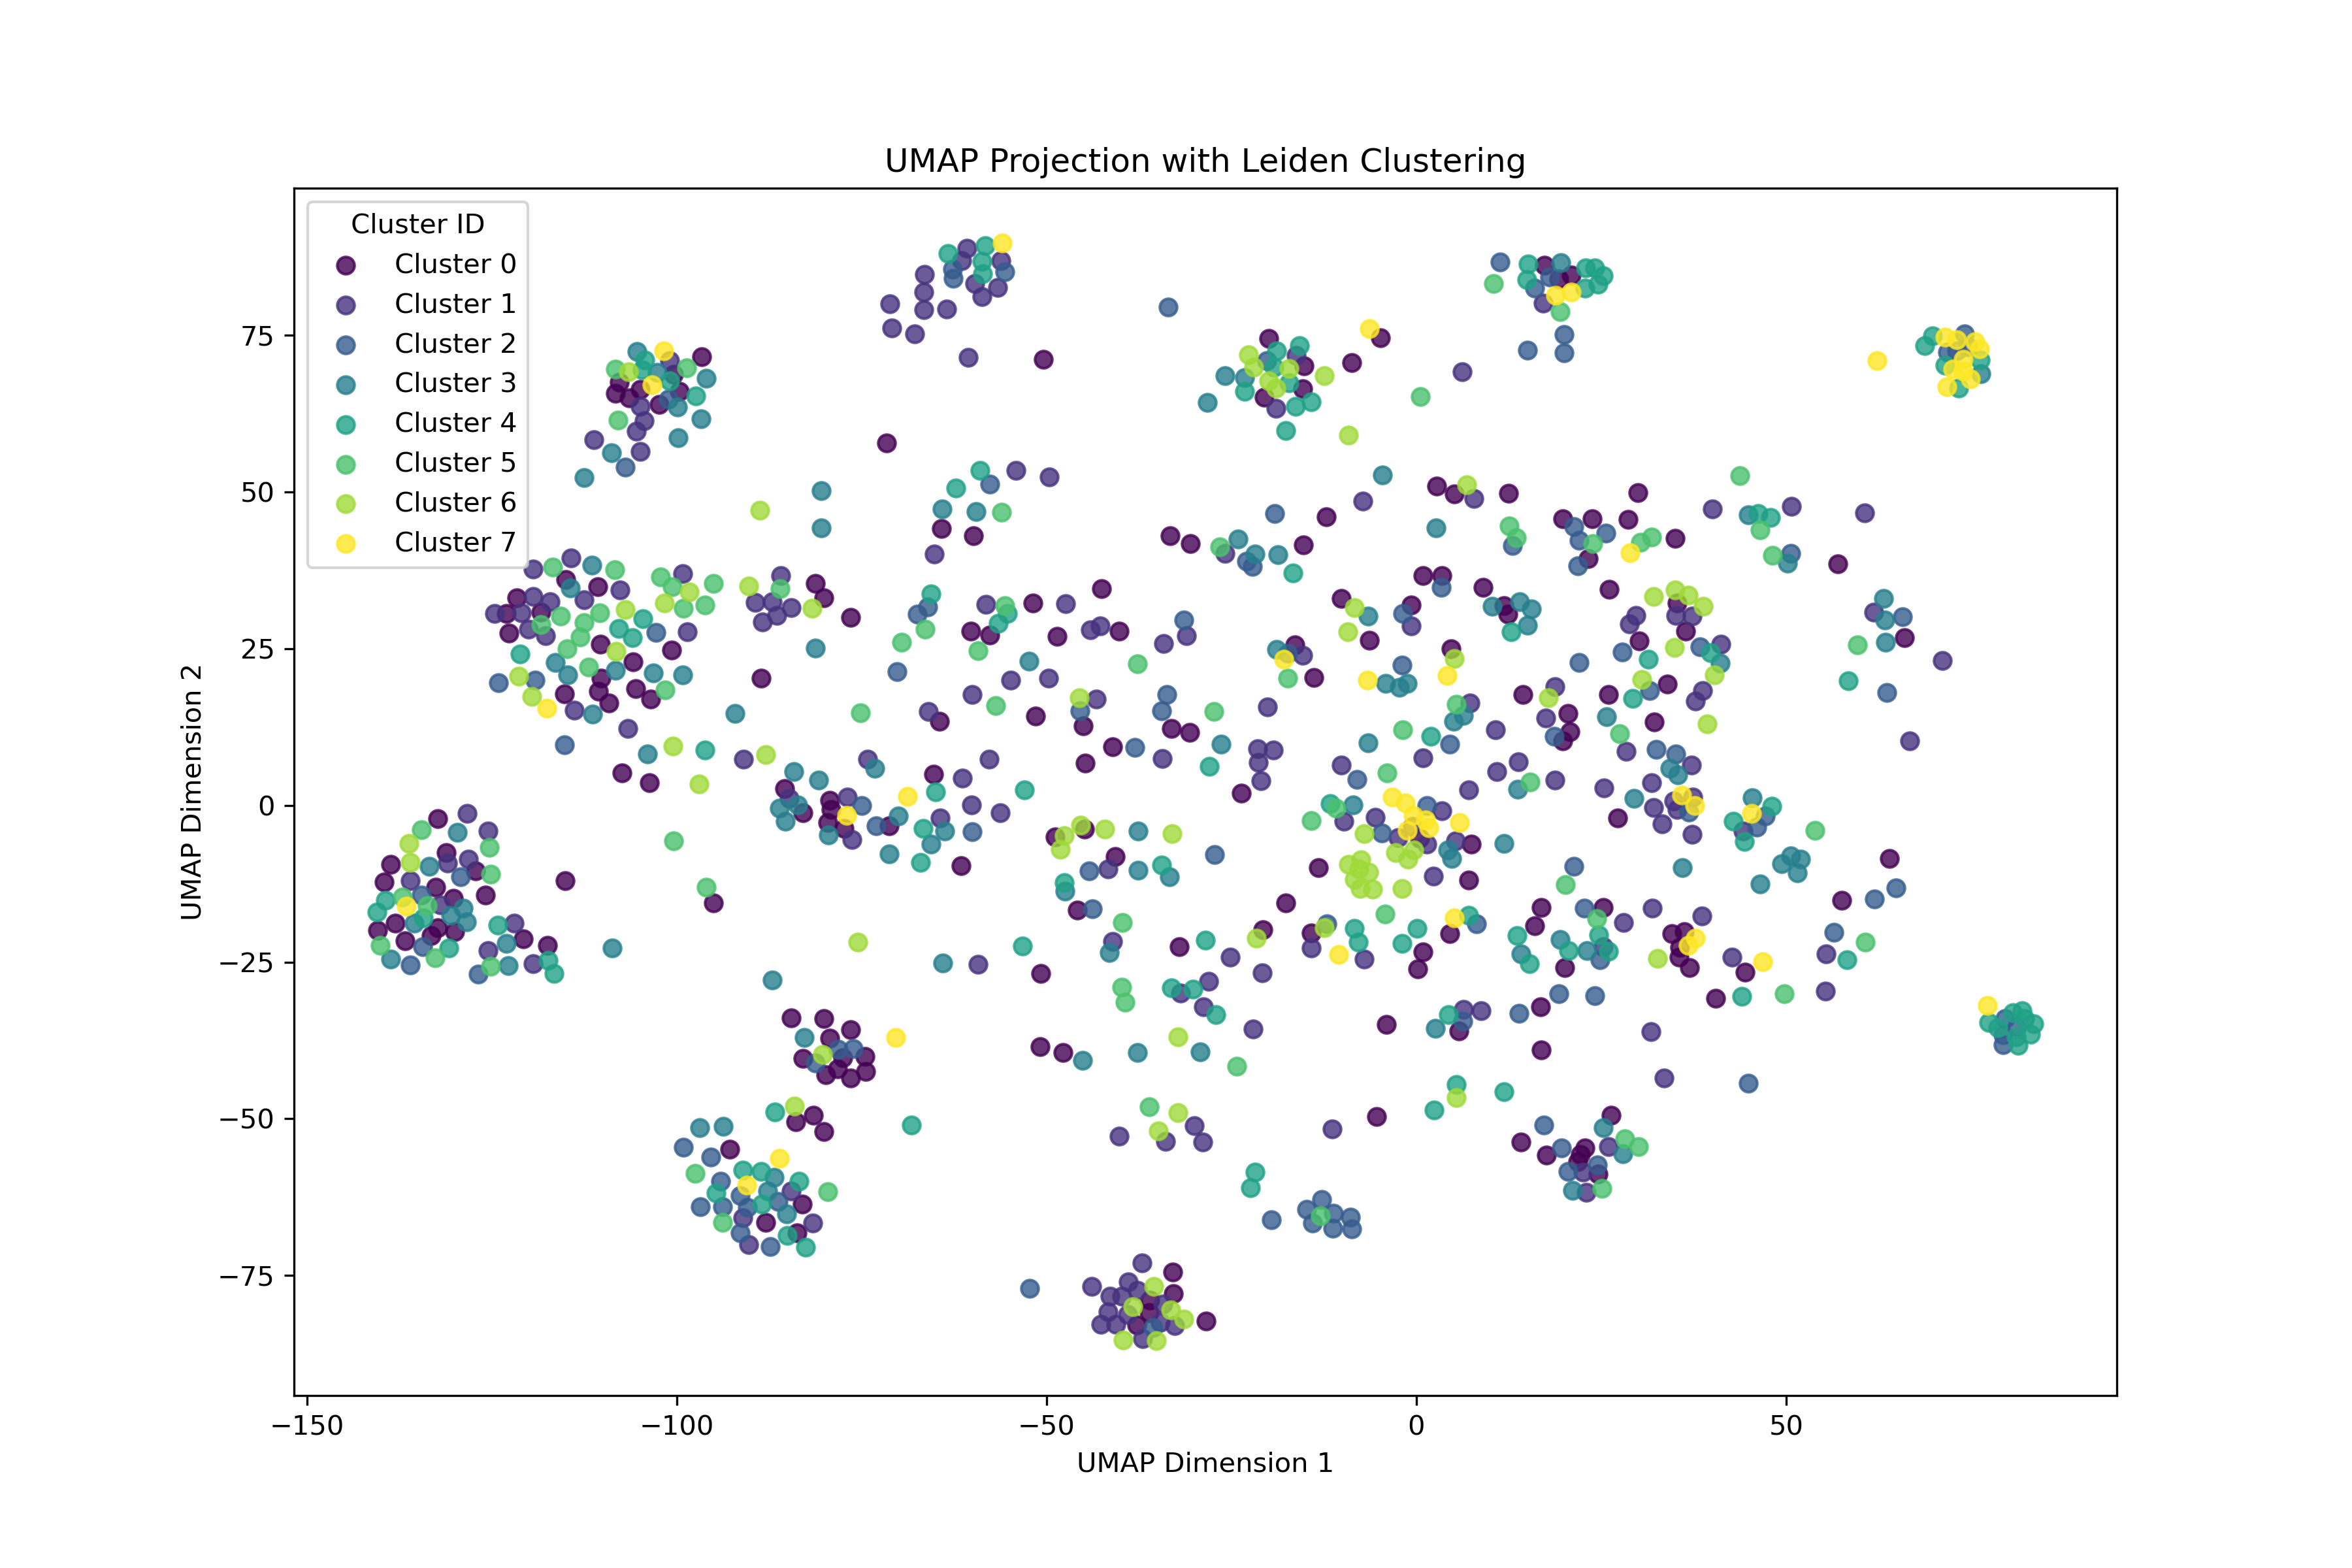 UMAP Projection with Leiden Clustering
Cluster ID
Cluster 0
Cluster 1
Cluster 2
Cluster 3
Cluster 4
Cluster 5
Cluster 6
Cluster 7
75
50
25
0
−25
−50
−75
UMAP Dimension 2
−150
−100
−50
0
50
UMAP Dimension 1